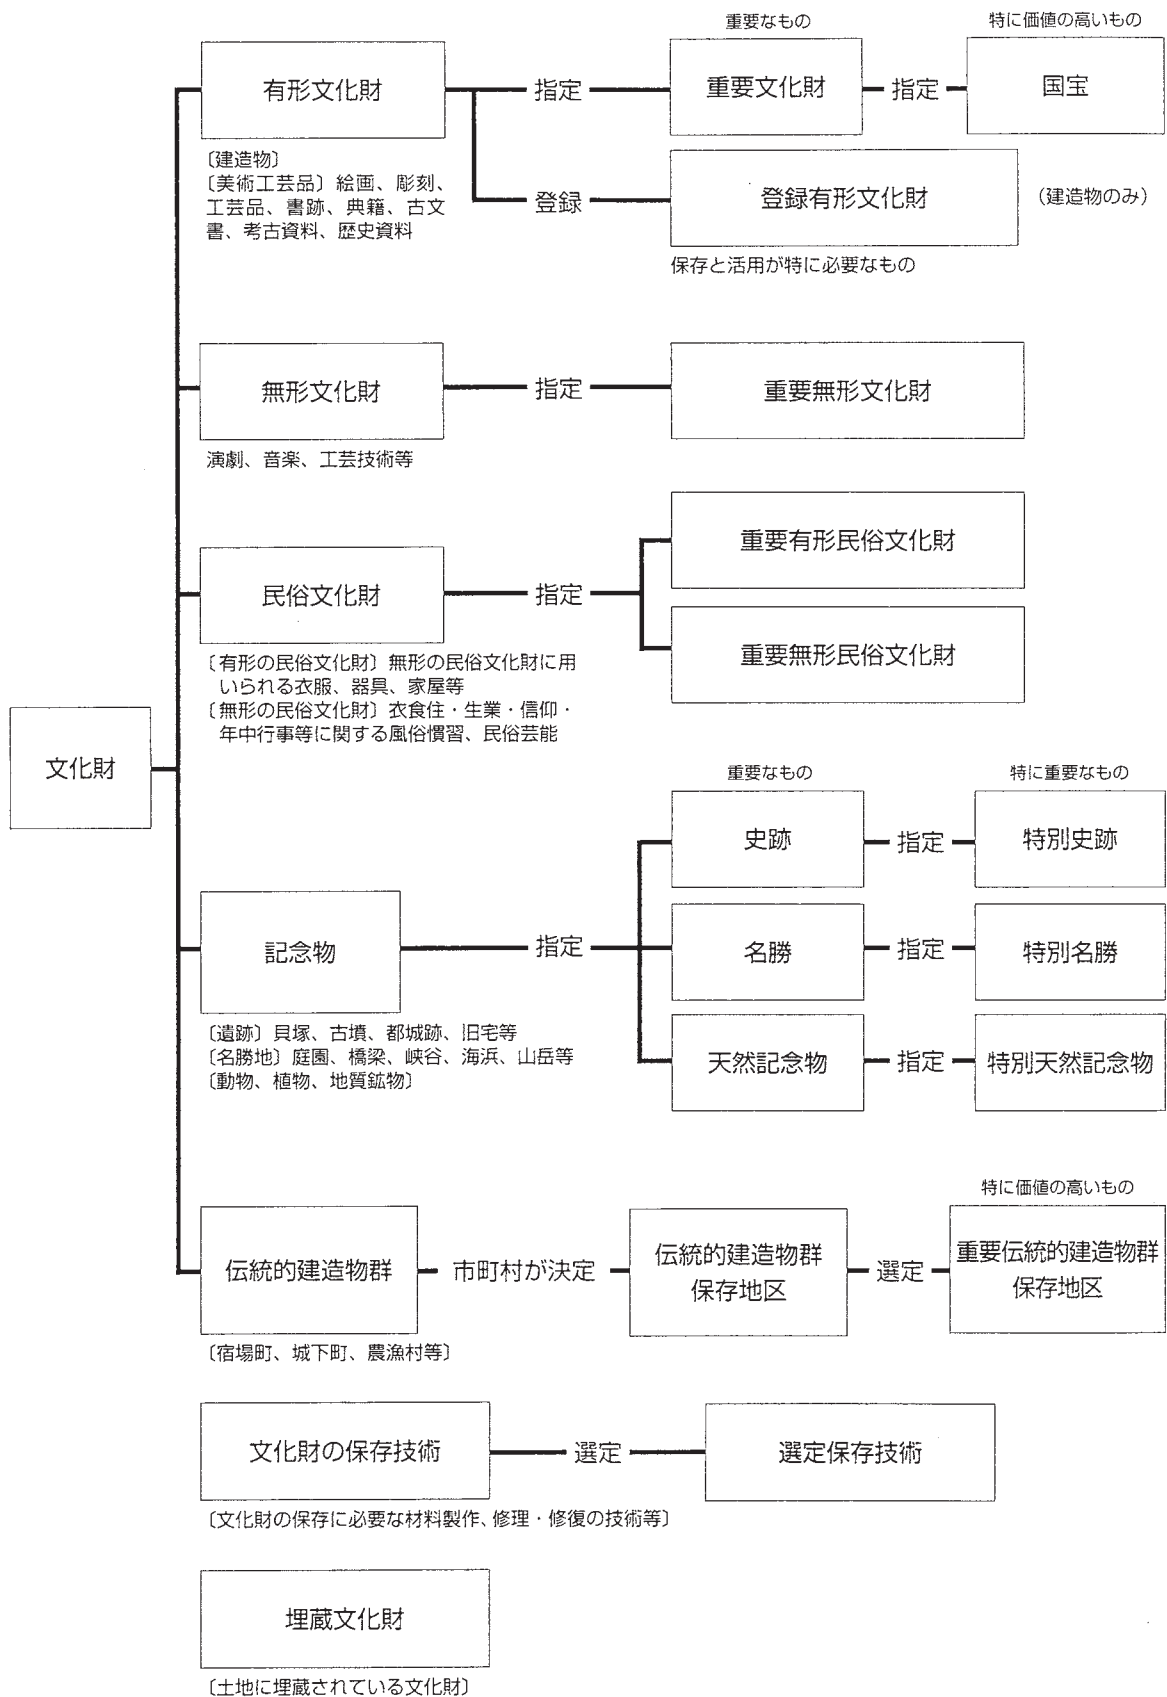 重要なもの
特に価値の高いもの
有形文化財
指定
重要文化財
指定
国宝
〔建造物〕
〔美術工芸品〕絵画、彫刻、
工芸品、書跡、典籍、古文
書、考古資料、歴史資料
登録
登録有形文化財
(建造物のみ)
保存と活用が特に必要なもの
無形文化財
指定
重要無形文化財
演劇、音楽、工芸技術等
民俗文化財
指定
重要有形民俗文化財
重要無形民俗文化財
〔有形の民俗文化財〕無形の民俗文化財に用
いられる衣服、器具、家屋等
〔無形の民俗文化財〕衣食住・生業・信仰・
年中行事等に関する風俗慣習、民俗芸能
文化財
重要なもの
特に重要なもの
史跡
指定
特別史跡
記念物
指定
名勝
指定
特別名勝
〔遺跡〕貝塚、古墳、都城跡、旧宅等
〔名勝地〕庭園、橋梁、峡谷、海浜、山岳等
〔動物、植物、地質鉱物〕
天然記念物
指定
特別天然記念物
特に価値の高いもの
伝統的建造物群
市町村が決定
伝統的建造物群
保存地区
選定
重要伝統的建造物群
保存地区
〔宿場町、城下町、農漁村等〕
文化財の保存技術
選定
選定保存技術
〔文化財の保存に必要な材料製作、修理・修復の技術等〕
埋蔵文化財
〔土地に埋蔵されている文化財〕